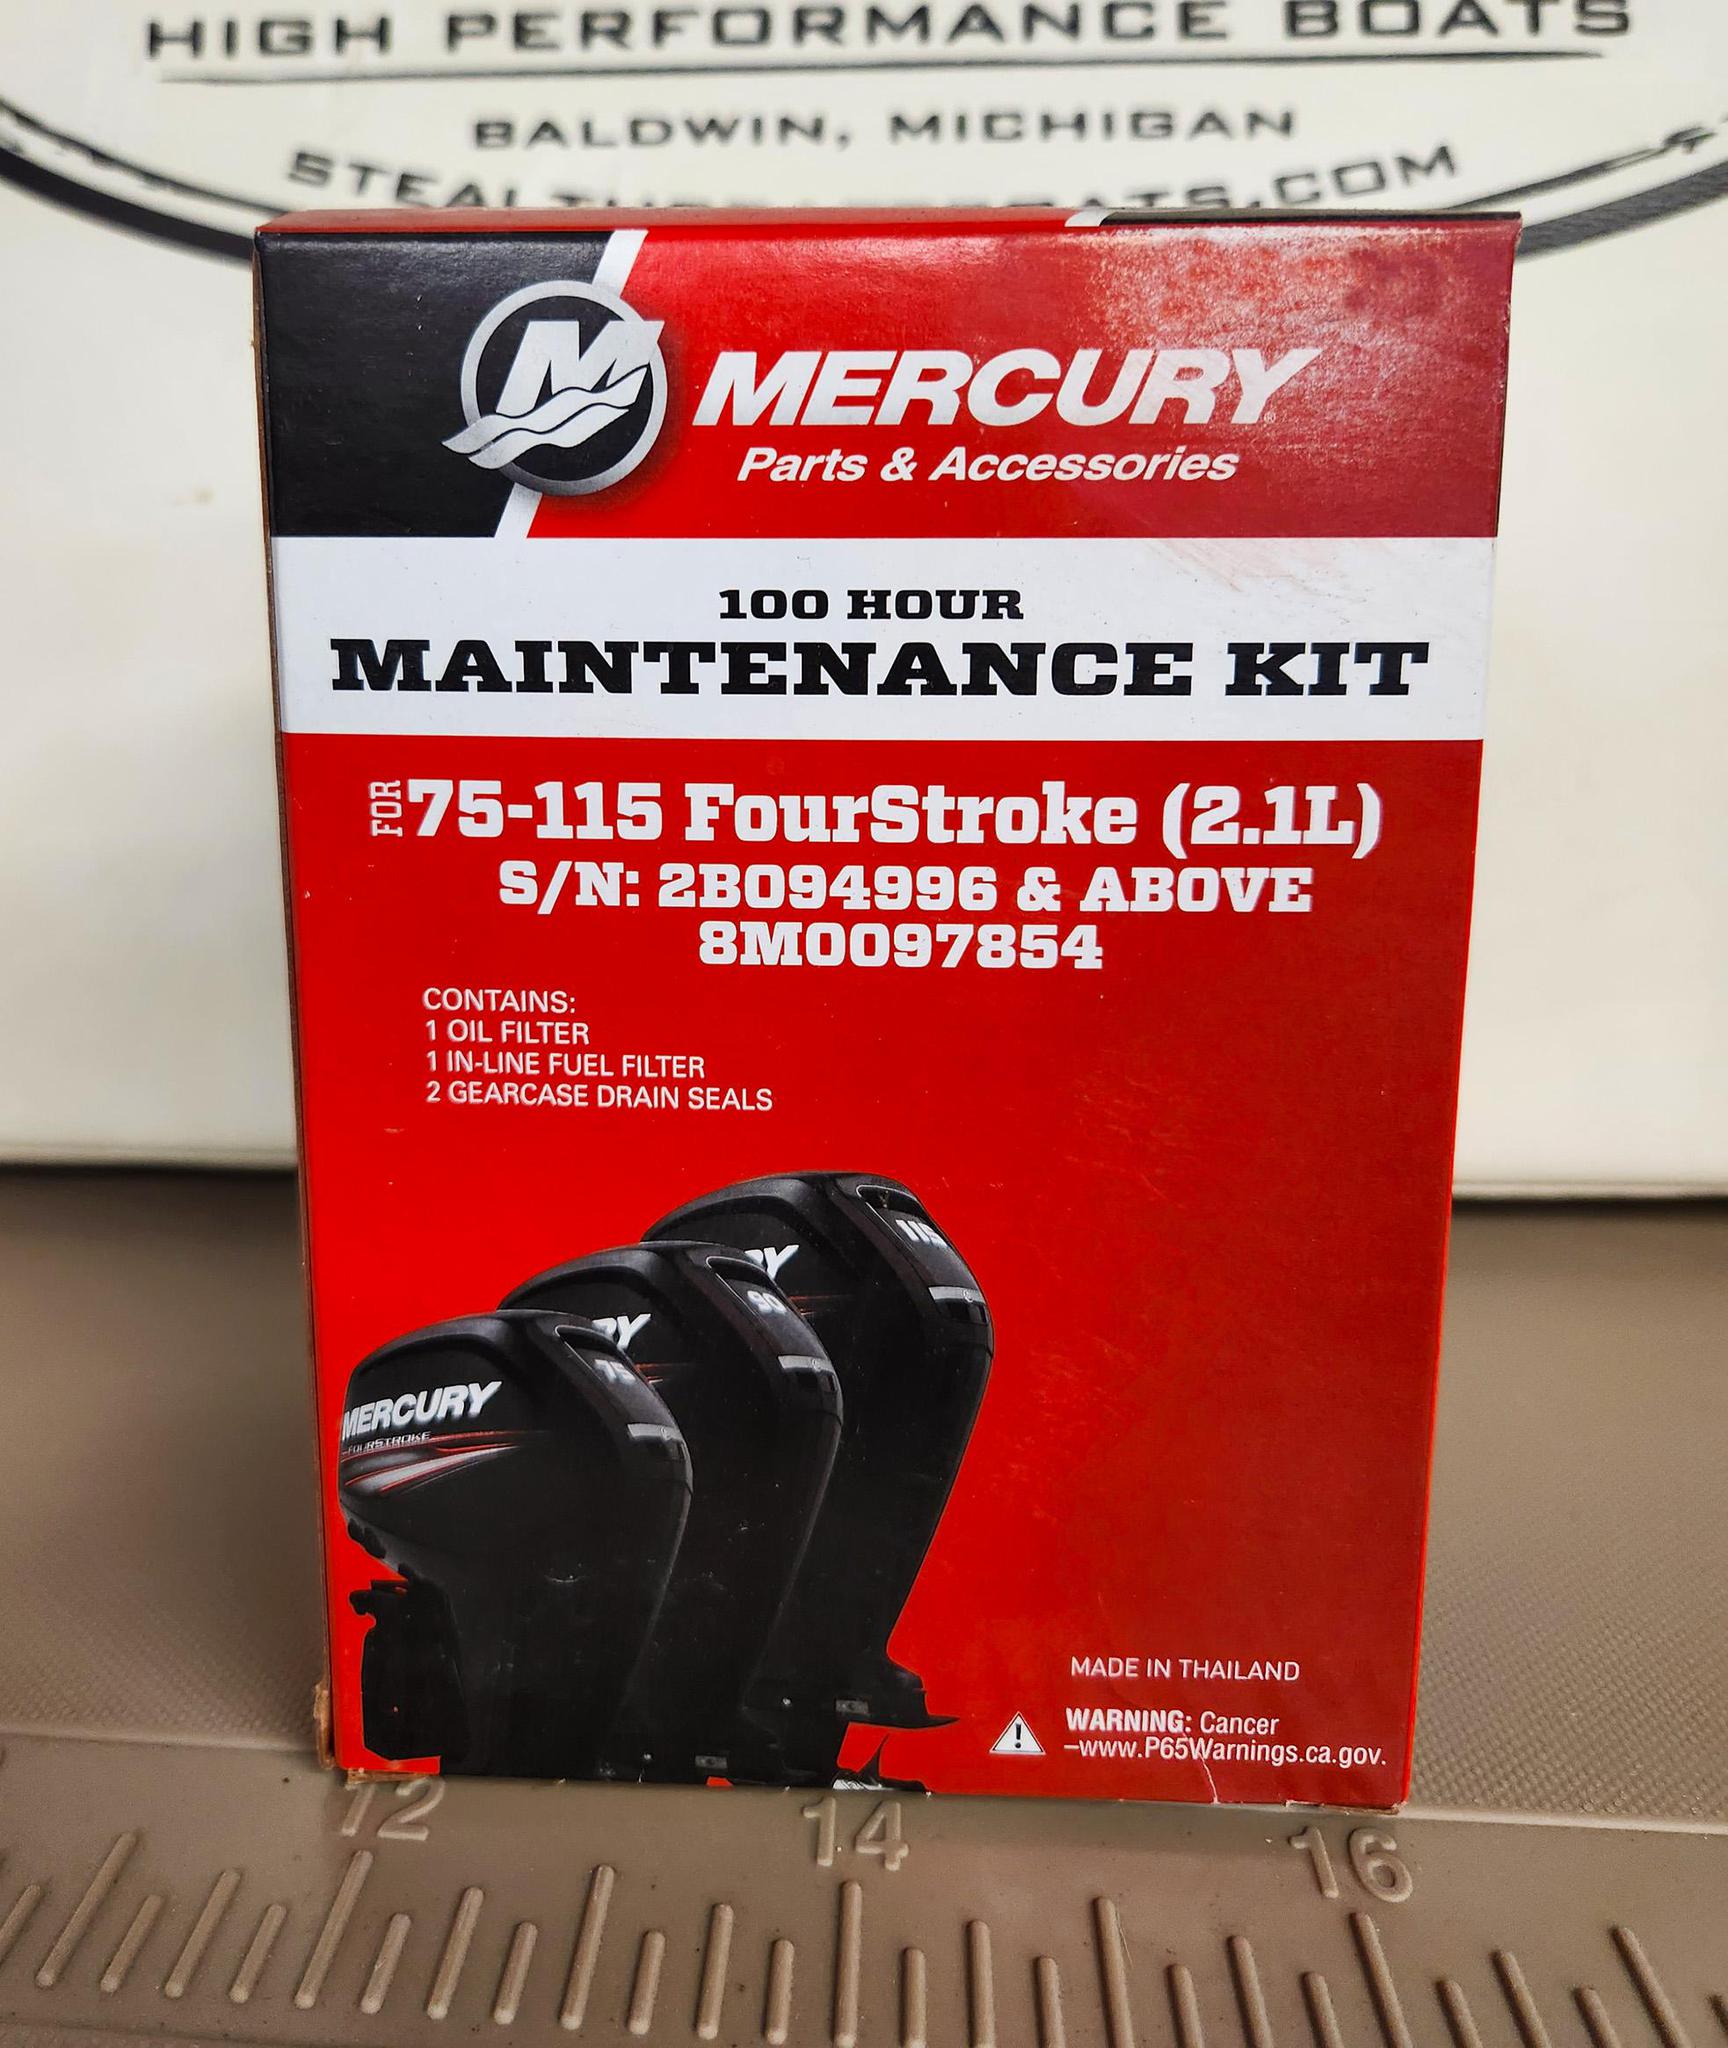 HIGH PERFORMANCE BOATS
BALDWIN, MICHIGAN
MERCURY
Parts & Accessories
100 HOUR
MAINTENANCE KIT
FOR 75-115 FourStroke (2.1L)
S/N: 2B094996 & ABOVE
8M0097854
CONTAINS:
1 OIL FILTER
1 IN-LINE FUEL FILTER
2 GEARCASE DRAIN SEALS
115
90
75
MERCURY
FOURSTROKE
MADE IN THAILAND
WARNING: Cancer
–www.P65Warnings.ca.gov.
12 14 16